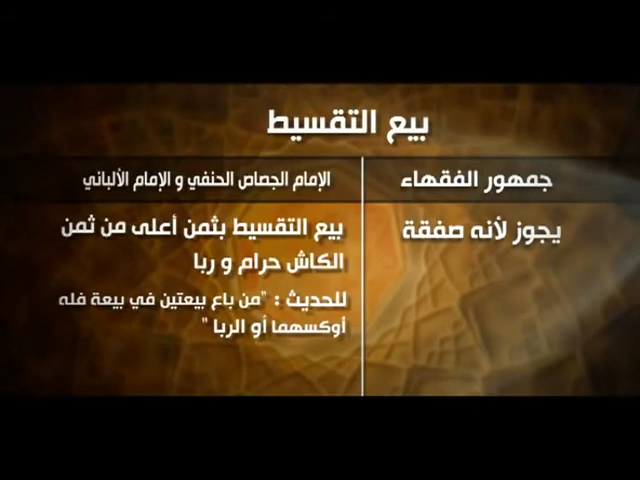 بيع التقسيط
جمهور الفقهاء
الإمام الجصاص الحنفي و الإمام الألباني
يجوز لأنه صفقة
بيع التقسيط بثمن أعلى من ثمن
الكاش حرام و ربا
للحديث : "من باع بيعتين في بيعة فله
أوكسهما أو الربا "